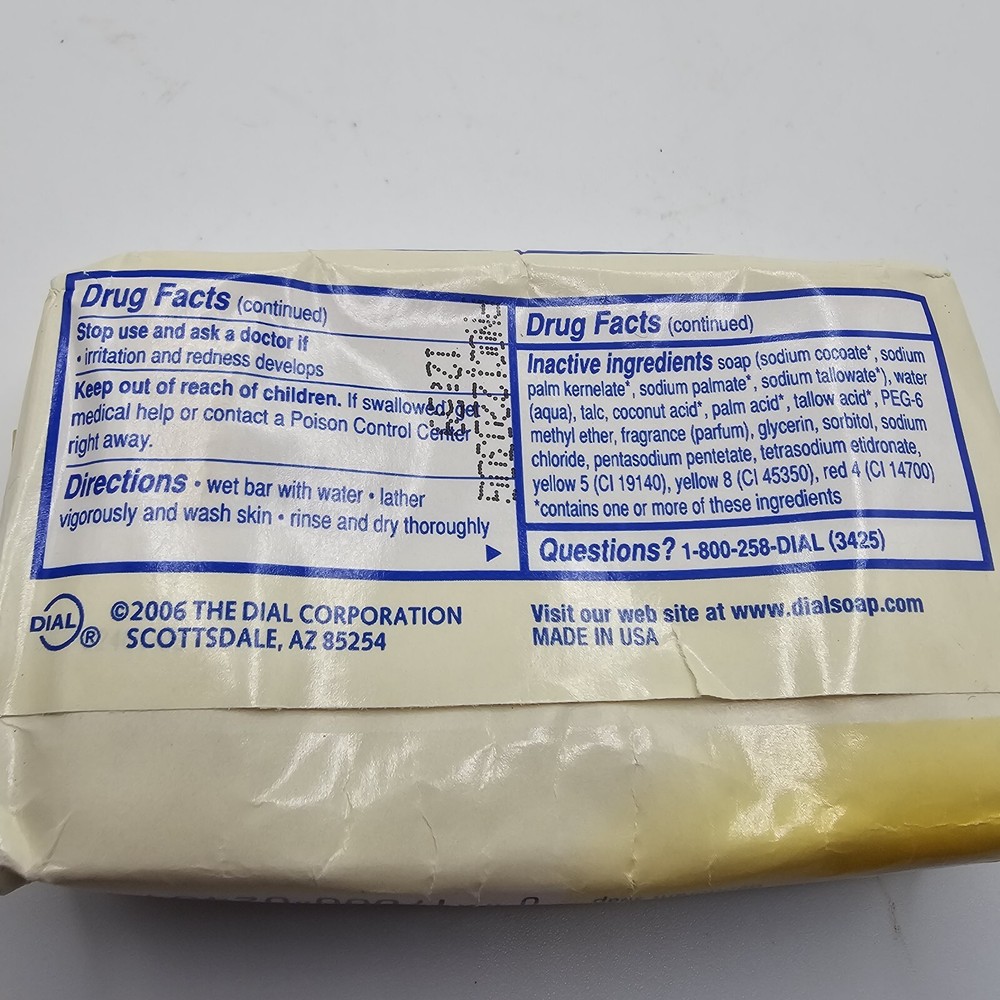 Drug Facts (continued)
Stop use and ask a doctor if
• irritation and redness develops
Keep out of reach of children. If swallowed, get
medical help or contact a Poison Control Center
right away.
Directions • wet bar with water • lather
vigorously and wash skin • rinse and dry thoroughly
Drug Facts (continued)
Inactive ingredients soap (sodium cocoate*, sodium
palm kernelate*, sodium palmate*, sodium tallowate*), water
(aqua), talc, coconut acid*, palm acid*, tallow acid*, PEG-6
methyl ether, fragrance (parfum), glycerin, sorbitol, sodium
chloride, pentasodium pentetate, tetrasodium etidronate,
yellow 5 (CI 19140), yellow 8 (CI 45350), red 4 (CI 14700)
*contains one or more of these ingredients
Questions? 1-800-258-DIAL (3425)
DIAL®
©2006 THE DIAL CORPORATION
SCOTTSDALE, AZ 85254
Visit our web site at www.dialsoap.com
MADE IN USA